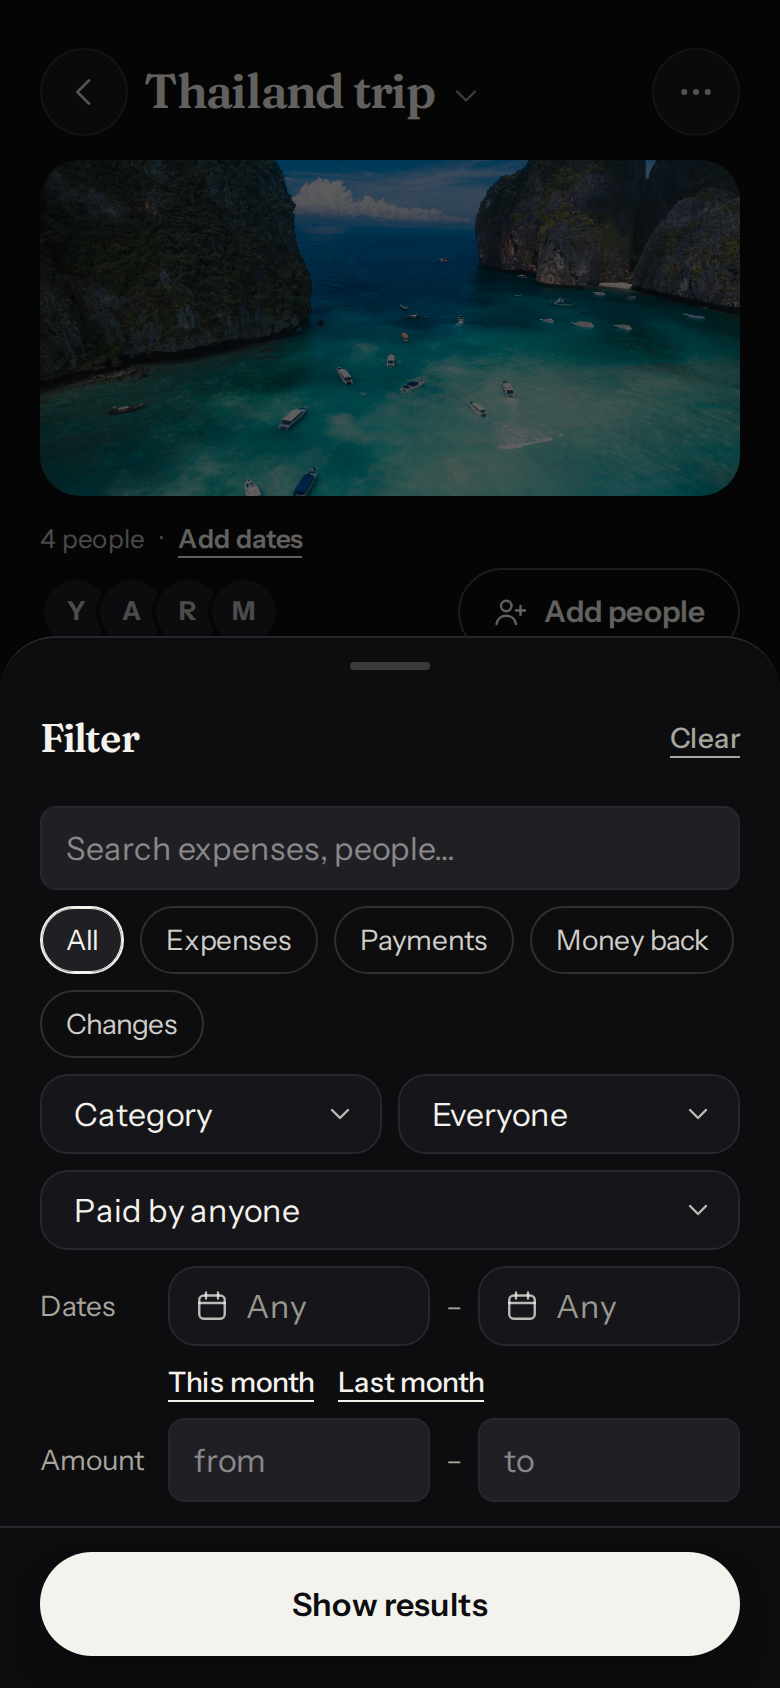 Thailand trip
4 people · Add dates
Y A R M
Add people
Filter
Clear
Search expenses, people...
All Expenses Payments Money back
Changes
Category Everyone
Paid by anyone
Dates Any – Any
This month Last month
Amount from – to
Show results